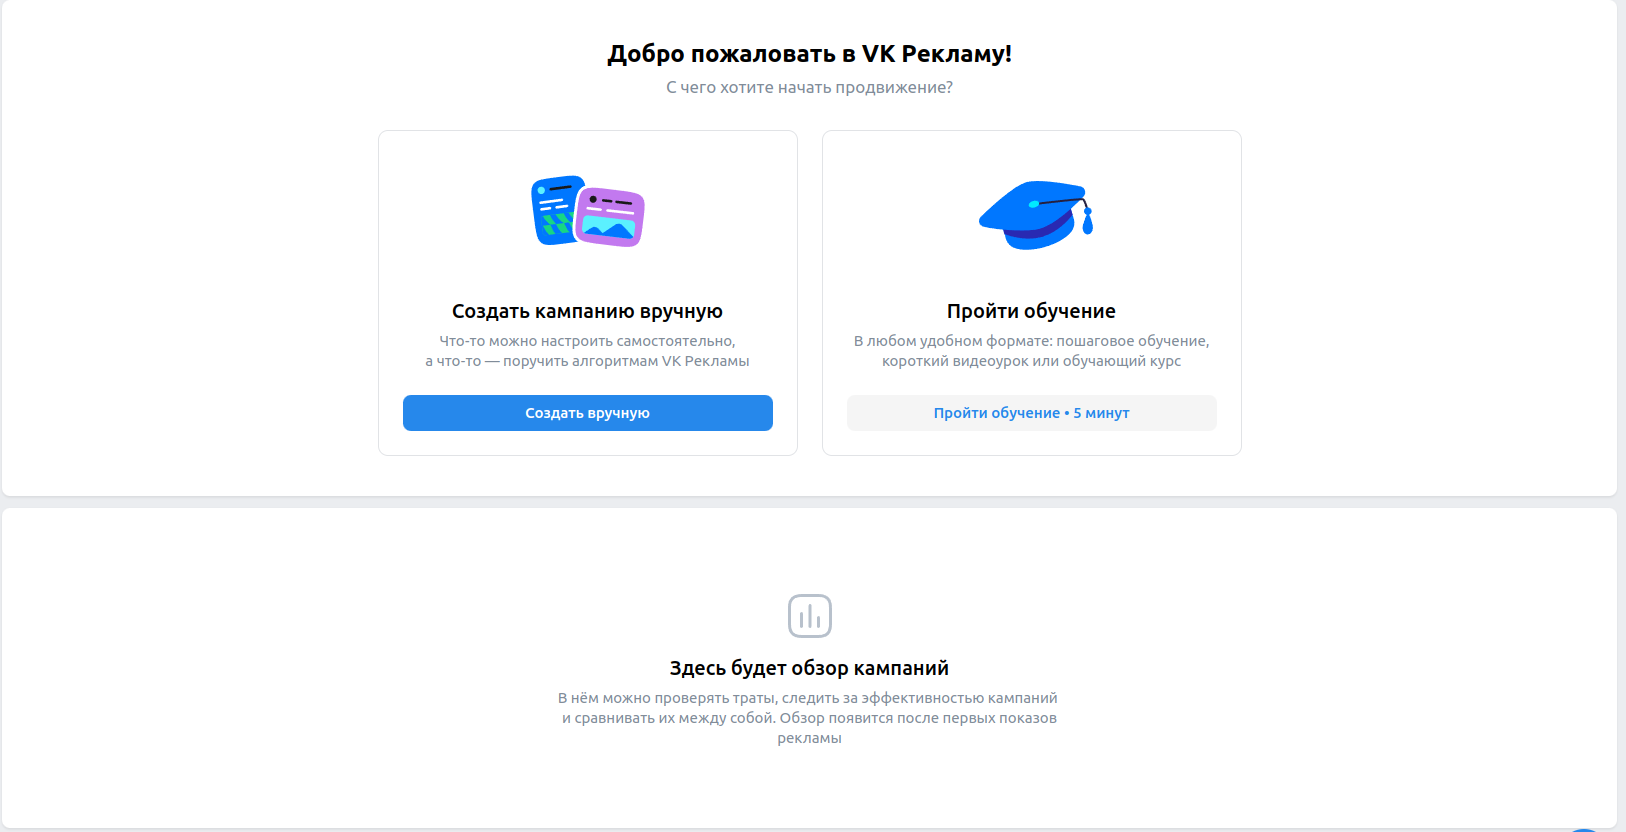 Добро пожаловать в VK Рекламу!
С чего хотите начать продвижение?
Создать кампанию вручную
Что-то можно настроить самостоятельно,
а что-то — поручить алгоритмам VK Рекламы
Создать вручную
Пройти обучение
В любом удобном формате: пошаговое обучение,
короткий видеоурок или обучающий курс
Пройти обучение • 5 минут
Здесь будет обзор кампаний
В нём можно проверять траты, следить за эффективностью кампаний
и сравнивать их между собой. Обзор появится после первых показов
рекламы